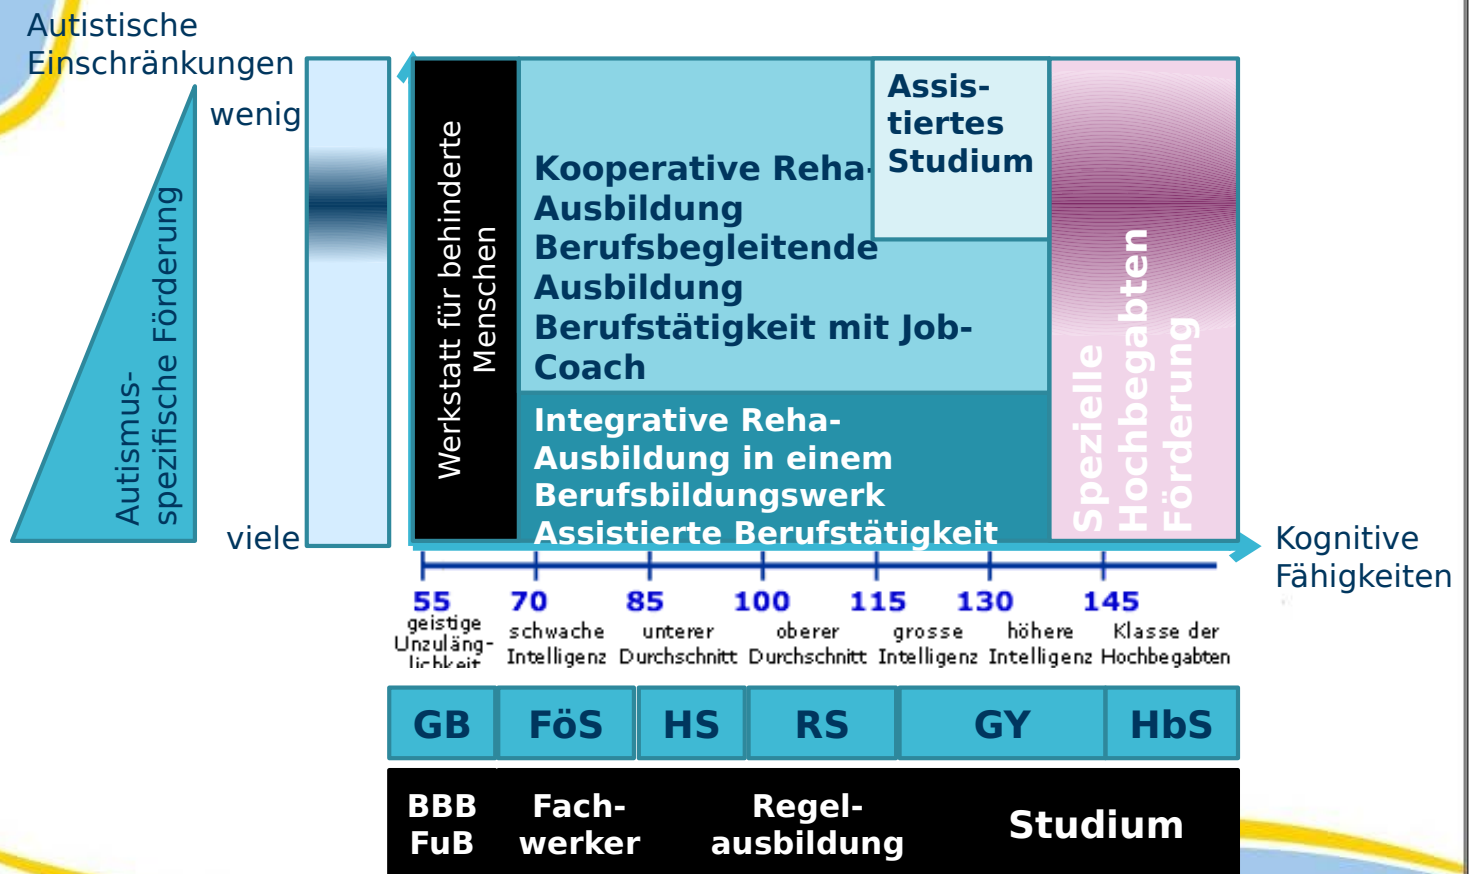 Autistische
Einschränkungen
wenig
viele
Autismus-
spezifische Förderung
Werkstatt für behinderte
Menschen
Kooperative Reha-
Ausbildung
Berufsbegleitende
Ausbildung
Berufstätigkeit mit Job-
Coach
Assis-
tiertes
Studium
Integrative Reha-
Ausbildung in einem
Berufsbildungswerk
Assistierte Berufstätigkeit
Spezielle
Hochbegabten
Förderung
Kognitive
Fähigkeiten
55 70 85 100 115 130 145
geistige
Unzuläng-
lichkeit
schwache
Intelligenz
unterer
Durchschnitt
oberer
Durchschnitt
grosse
Intelligenz
höhere
Intelligenz
Klasse der
Hochbegabten
GB FöS HS RS GY HbS
BBB
FuB
Fach-
werker
Regel-
ausbildung
Studium